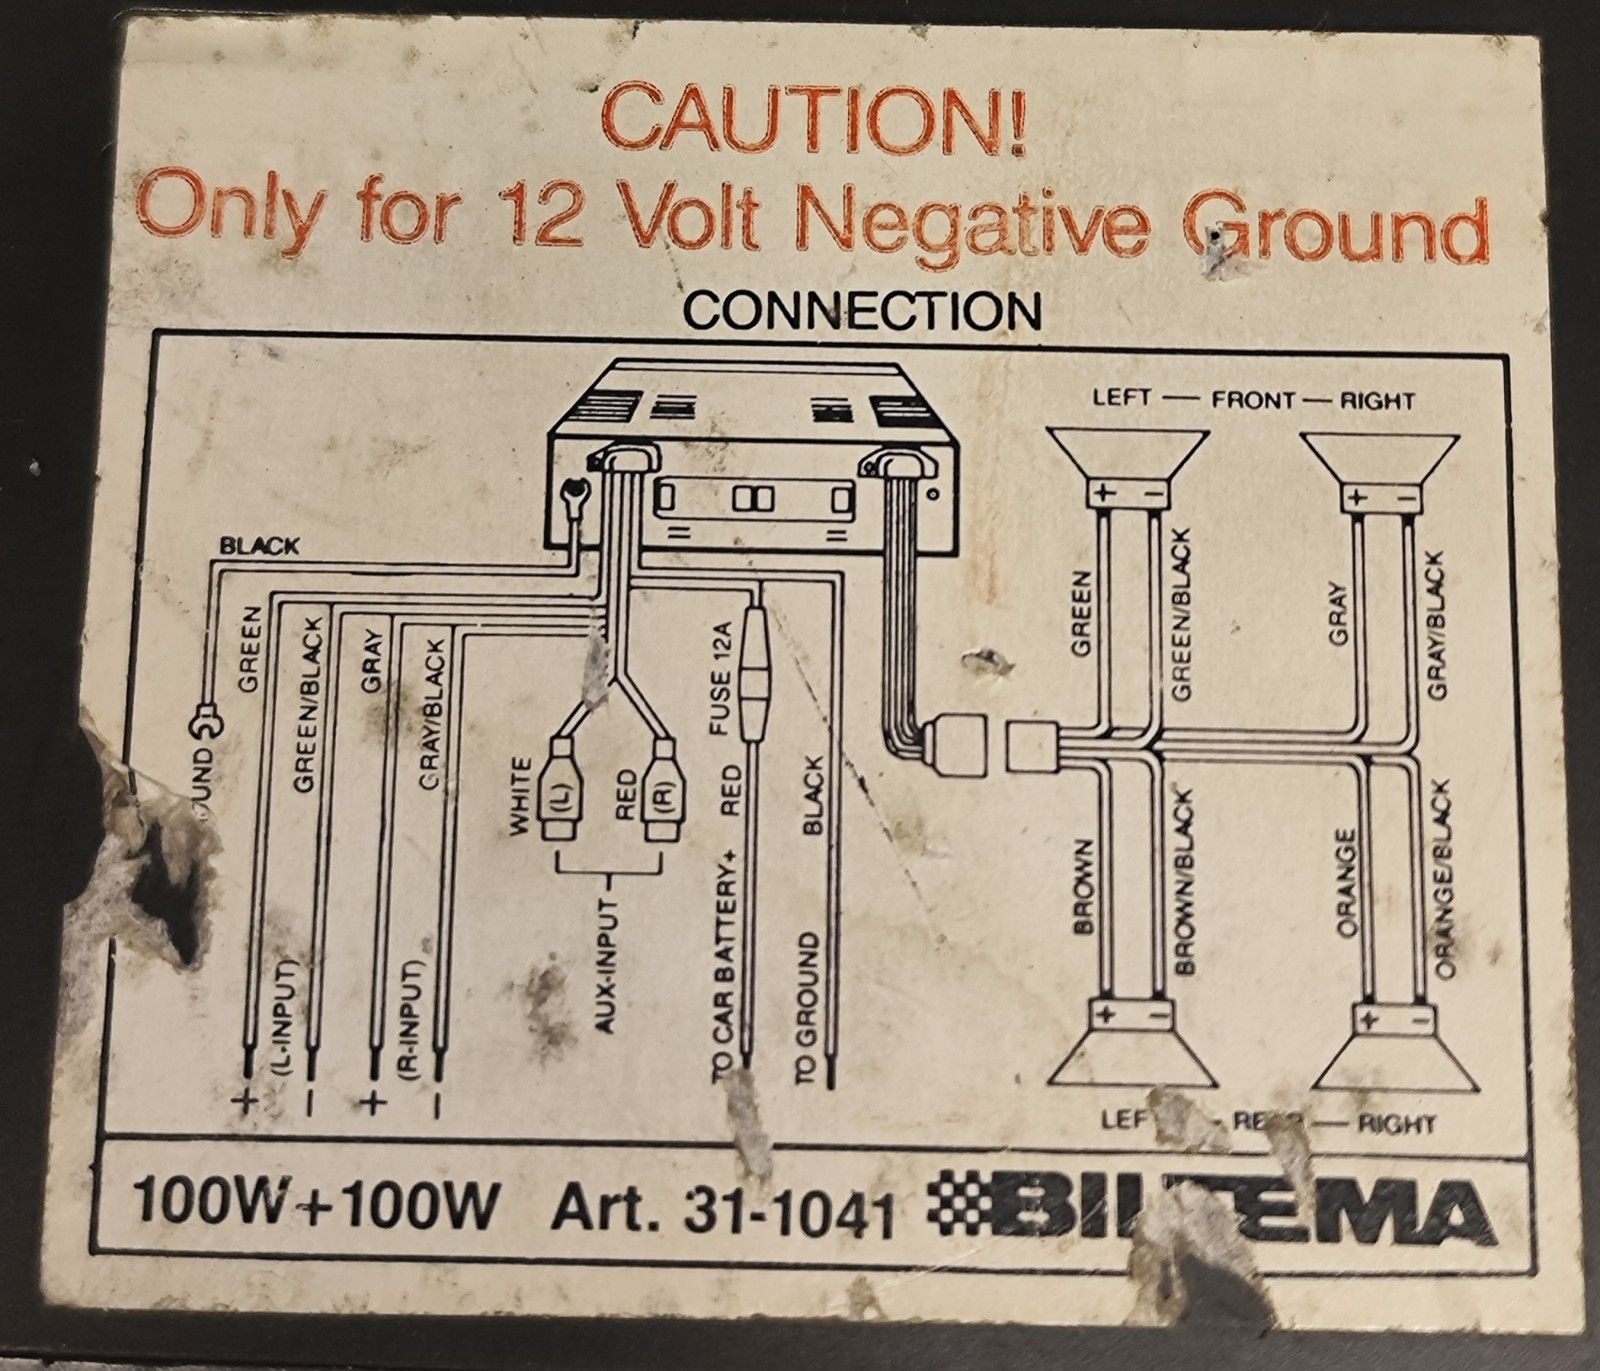 CAUTION!
Only for 12 Volt Negative Ground
CONNECTION
LEFT — FRONT — RIGHT
+ −
+ −
BLACK
GREEN
GREEN/BLACK
GRAY
GRAY/BLACK
WHITE
(L)
RED
(R)
AUX-INPUT
FUSE 12A
RED
TO CAR BATTERY+
BLACK
TO GROUND
GREEN
GREEN/BLACK
GRAY
GRAY/BLACK
BROWN
BROWN/BLACK
ORANGE
ORANGE/BLACK
+ (L-INPUT) −
+ (R-INPUT) −
+ −
+ −
— RIGHT
100W+100W Art. 31-1041 BILTEMA